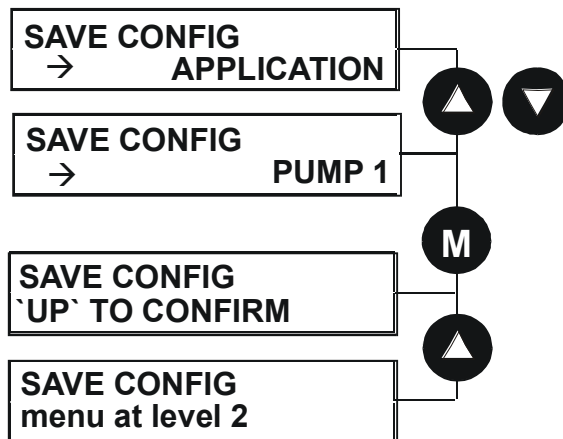 SAVE CONFIG
→ APPLICATION
SAVE CONFIG
→ PUMP 1
M
SAVE CONFIG
`UP` TO CONFIRM
SAVE CONFIG
menu at level 2